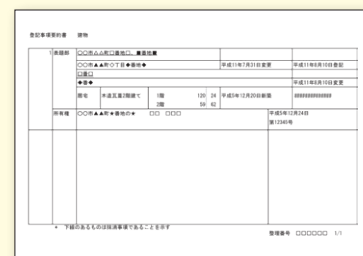 登記事項要約書　建物
1 表題部 〇〇市△△町□番地□、■番地■
〇〇市▲▲町◇丁目◆番地◆ 平成11年7月31日変更 平成11年8月10日登記
□番□
◆番◆ 平成11年8月10日変更
居宅 木造瓦葺2階建て 1階 120 24 平成5年12月20日新築
2階 59 62
所有権 〇〇市▲▲町★番地の★ □□ □□□ 平成5年12月24日
第12345号
* 下線のあるものは抹消事項であることを示す
整理番号 □□□□□□ 1/1